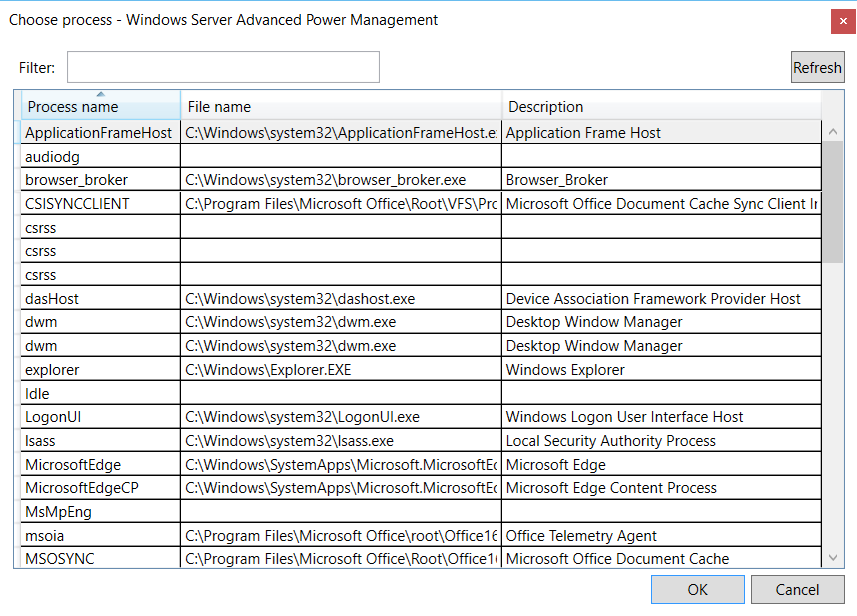 Choose process - Windows Server Advanced Power Management
Filter:
Refresh
Process name File name Description
ApplicationFrameHost C:\Windows\system32\ApplicationFrameHost.e Application Frame Host
audiodg
browser_broker C:\Windows\system32\browser_broker.exe Browser_Broker
CSISYNCCLIENT C:\Program Files\Microsoft Office\Root\VFS\Pro Microsoft Office Document Cache Sync Client
csrss
csrss
csrss
dasHost C:\Windows\system32\dashost.exe Device Association Framework Provider Host
dwm C:\Windows\system32\dwm.exe Desktop Window Manager
dwm C:\Windows\system32\dwm.exe Desktop Window Manager
explorer C:\Windows\Explorer.EXE Windows Explorer
Idle
LogonUI C:\Windows\system32\LogonUI.exe Windows Logon User Interface Host
lsass C:\Windows\system32\lsass.exe Local Security Authority Process
MicrosoftEdge C:\Windows\SystemApps\Microsoft.MicrosoftEd Microsoft Edge
MicrosoftEdgeCP C:\Windows\SystemApps\Microsoft.MicrosoftEd Microsoft Edge Content Process
MsMpEng
msoia C:\Program Files\Microsoft Office\root\Office16 Office Telemetry Agent
MSOSYNC C:\Program Files\Microsoft Office\Root\Office16 Microsoft Office Document Cache
OK Cancel